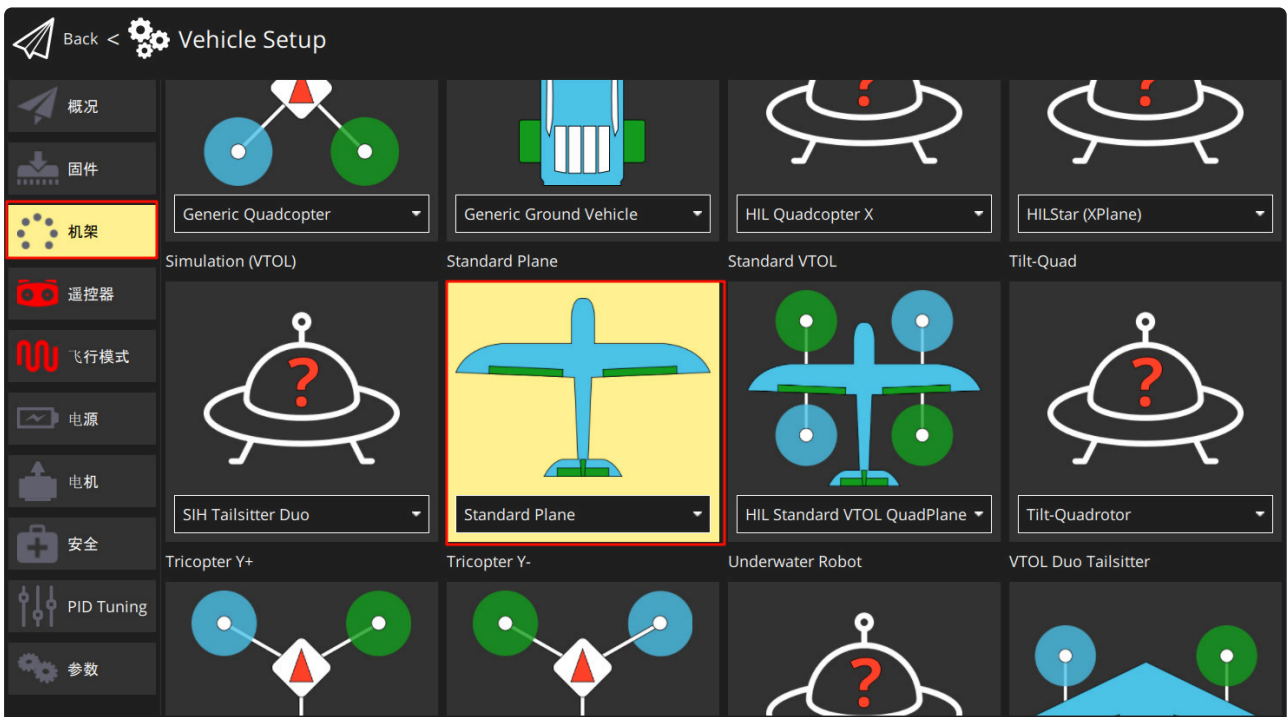 Back < Vehicle Setup
概况
固件
机架
遥控器
飞行模式
电源
电机
安全
PID Tuning
参数
Generic Quadcopter
Generic Ground Vehicle
HIL Quadcopter X
HILStar (XPlane)
Simulation (VTOL)
Standard Plane
Standard VTOL
Tilt-Quad
?
?
SIH Tailsitter Duo
Standard Plane
HIL Standard VTOL QuadPlane
Tilt-Quadrotor
Tricopter Y+
Tricopter Y-
Underwater Robot
VTOL Duo Tailsitter
?